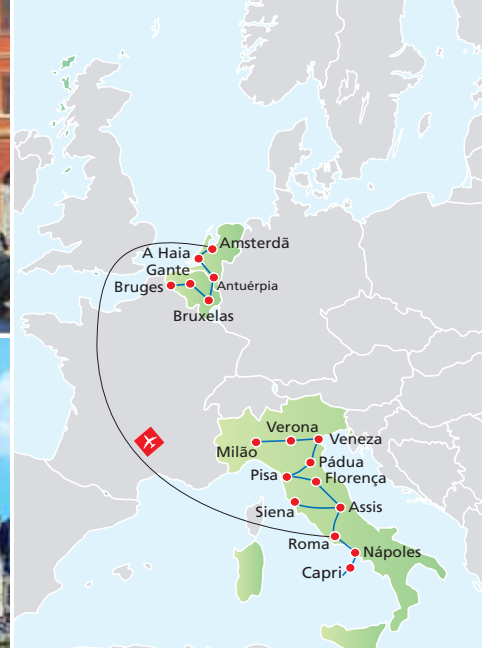 Amsterdã
A Haia
Gante
Bruges
Antuérpia
Bruxelas
Verona
Veneza
Milão
Pádua
Pisa
Florença
Siena
Assis
Roma
Nápoles
Capri